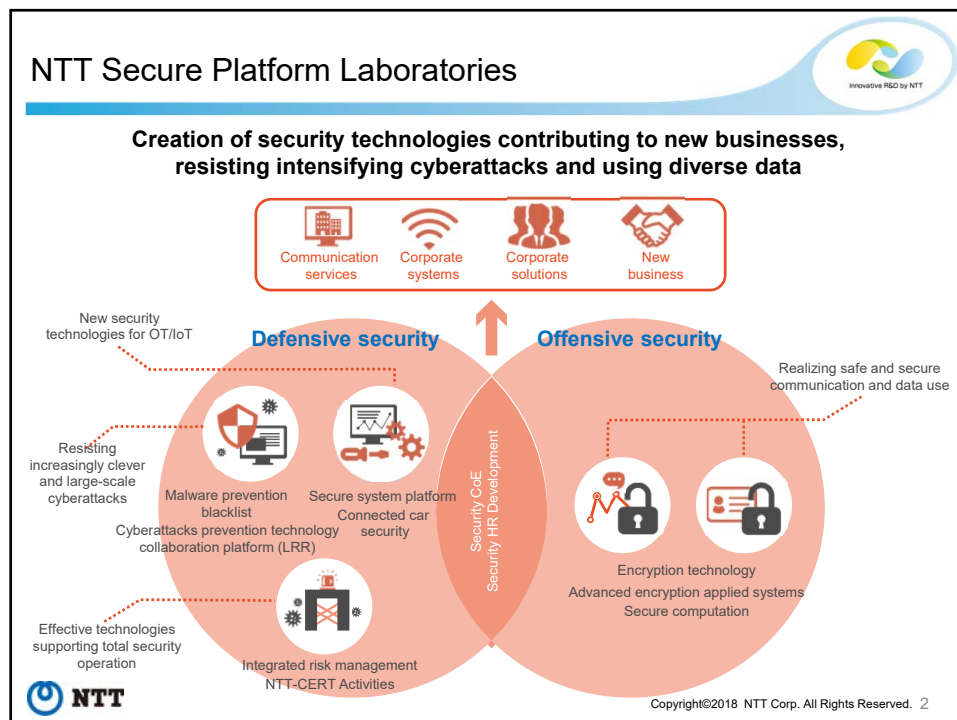 NTT Secure Platform Laboratories
Innovative R&D by NTT
Creation of security technologies contributing to new businesses,
resisting intensifying cyberattacks and using diverse data
Communication
services
Corporate
systems
Corporate
solutions
New
business
New security
technologies for OT/IoT
Defensive security
Offensive security
Realizing safe and secure
communication and data use
Resisting
increasingly clever
and large-scale
cyberattacks
Malware prevention
blacklist
Cyberattacks prevention technology
collaboration platform (LRR)
Secure system platform
Connected car
security
Security CoE
Security HR Development
Encryption technology
Advanced encryption applied systems
Secure computation
Effective technologies
supporting total security
operation
Integrated risk management
NTT-CERT Activities
NTT
Copyright©2018 NTT Corp. All Rights Reserved. 2